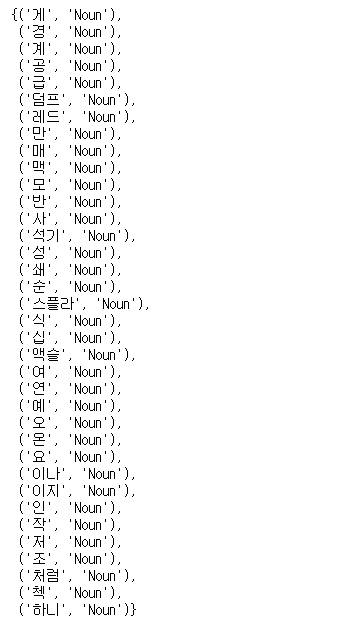 {('게', 'Noun'),
('경', 'Noun'),
('계', 'Noun'),
('공', 'Noun'),
('급', 'Noun'),
('덤프', 'Noun'),
('레드', 'Noun'),
('만', 'Noun'),
('매', 'Noun'),
('맥', 'Noun'),
('모', 'Noun'),
('반', 'Noun'),
('사', 'Noun'),
('석기', 'Noun'),
('성', 'Noun'),
('쇄', 'Noun'),
('순', 'Noun'),
('스플라', 'Noun'),
('식', 'Noun'),
('십', 'Noun'),
('액슬', 'Noun'),
('여', 'Noun'),
('연', 'Noun'),
('예', 'Noun'),
('오', 'Noun'),
('온', 'Noun'),
('요', 'Noun'),
('이나', 'Noun'),
('이지', 'Noun'),
('인', 'Noun'),
('작', 'Noun'),
('저', 'Noun'),
('조', 'Noun'),
('처럼', 'Noun'),
('첵', 'Noun'),
('하니', 'Noun')}